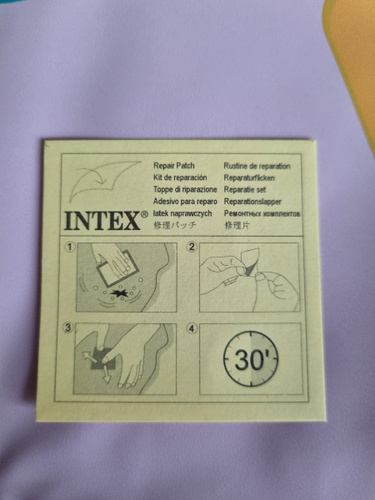 Repair Patch
Kit de reparación
Toppe di riparazione
Adesivo para reparo
łatek naprawczych
修理パッチ
Rustine de reparation
Reparaturflicken
Reparatie set
Reparationslapper
Ремонтных комплектов
修理片
INTEX®
1
2
3
4
30'